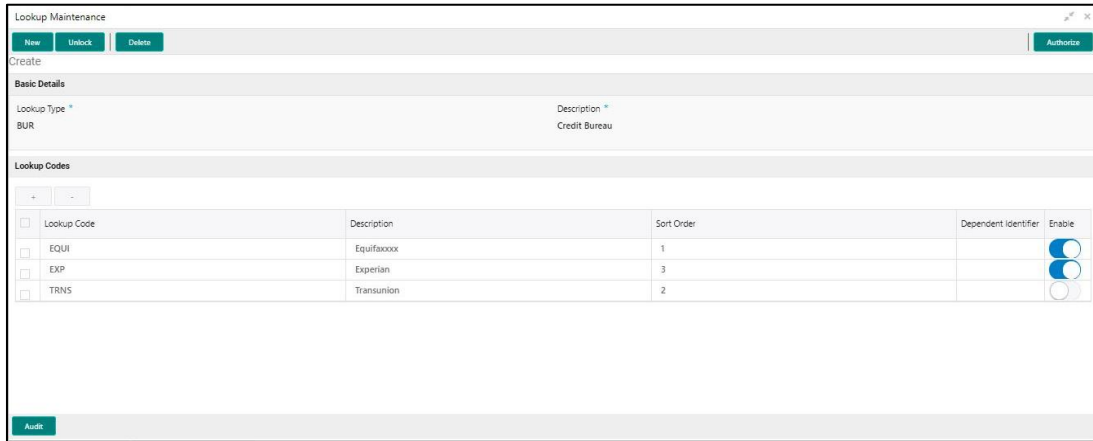 Lookup Maintenance
New Unlock Delete Authorize
Create
Basic Details
Lookup Type * Description *
BUR Credit Bureau
Lookup Codes
+ -
Lookup Code Description Sort Order Dependent Identifier Enable
EQUI Equifaxxxx 1
EXP Experian 3
TRNS Transunion 2
Audit